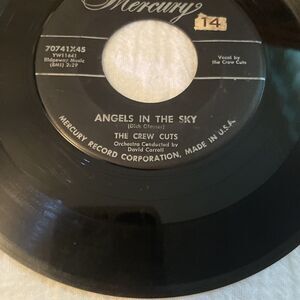 Mercury
14
70741X45
YW11641
Ridgeway Music
(BMI) 2:29
Vocal by
the Crew Cuts
ANGELS IN THE SKY
(Dick Glasser)
THE CREW CUTS
Orchestra Conducted by
David Carroll
MERCURY RECORD CORPORATION, MADE IN U.S.A.